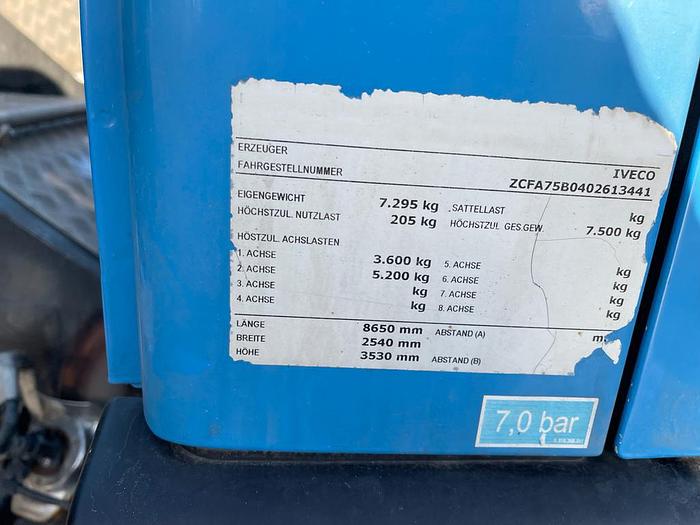 ERZEUGER IVECO
FAHRGESTELLNUMMER ZCFA75B0402613441
EIGENGEWICHT 7.295 kg SATTELLAST kg
HÖCHSTZUL. NUTZLAST 205 kg HÖCHSTZUL. GES.GEW. 7.500 kg
HÖSTZUL. ACHSLASTEN
1. ACHSE 3.600 kg 5. ACHSE kg
2. ACHSE 5.200 kg 6. ACHSE kg
3. ACHSE kg 7. ACHSE kg
4. ACHSE kg 8. ACHSE kg
LÄNGE 8650 mm ABSTAND (A)
BREITE 2540 mm
HÖHE 3530 mm ABSTAND (B)
7,0 bar